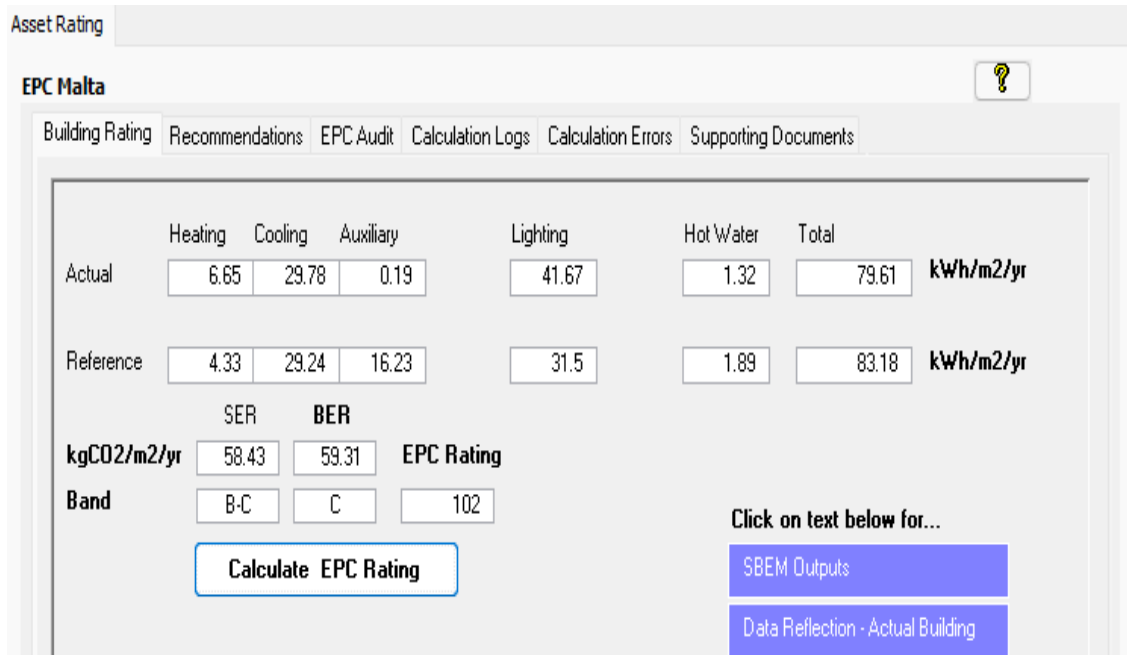 Asset Rating
EPC Malta
?
Building Rating Recommendations EPC Audit Calculation Logs Calculation Errors Supporting Documents
Heating Cooling Auxiliary Lighting Hot Water Total
Actual 6.65 29.78 0.19 41.67 1.32 79.61 kWh/m2/yr
Reference 4.33 29.24 16.23 31.5 1.89 83.18 kWh/m2/yr
SER BER
kgCO2/m2/yr 58.43 59.31 EPC Rating
Band B-C C 102
Click on text below for...
Calculate EPC Rating
SBEM Outputs
Data Reflection - Actual Building